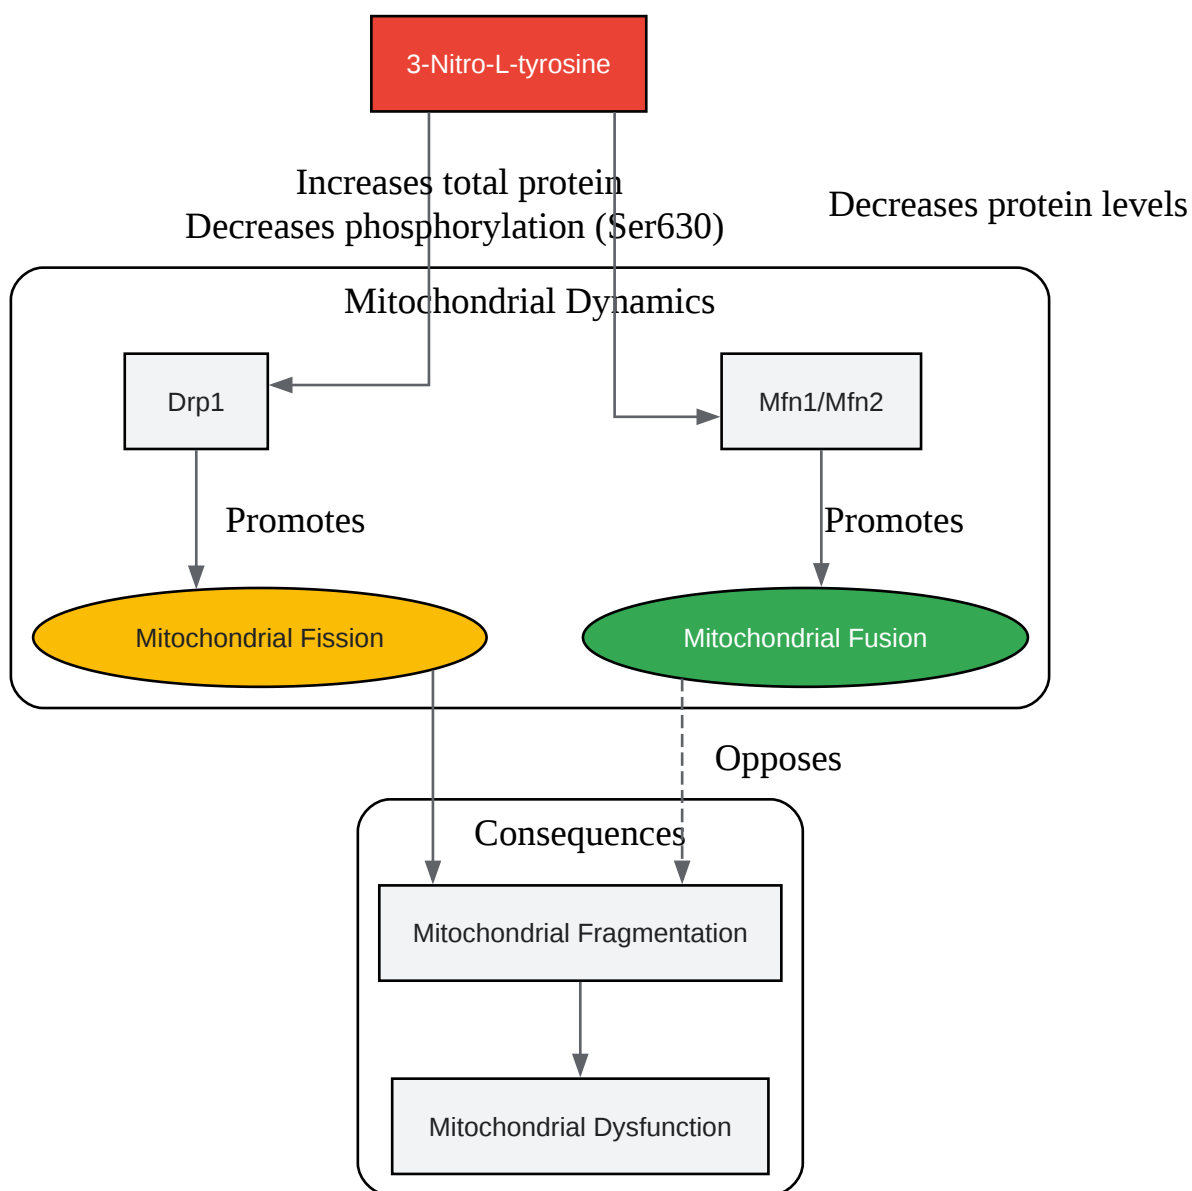 3-Nitro-L-tyrosine
Increases total protein
Decreases phosphorylation (Ser630)
Decreases protein levels
Mitochondrial Dynamics
Drp1
Mfn1/Mfn2
Promotes
Promotes
Mitochondrial Fission
Mitochondrial Fusion
Opposes
Consequences
Mitochondrial Fragmentation
Mitochondrial Dysfunction